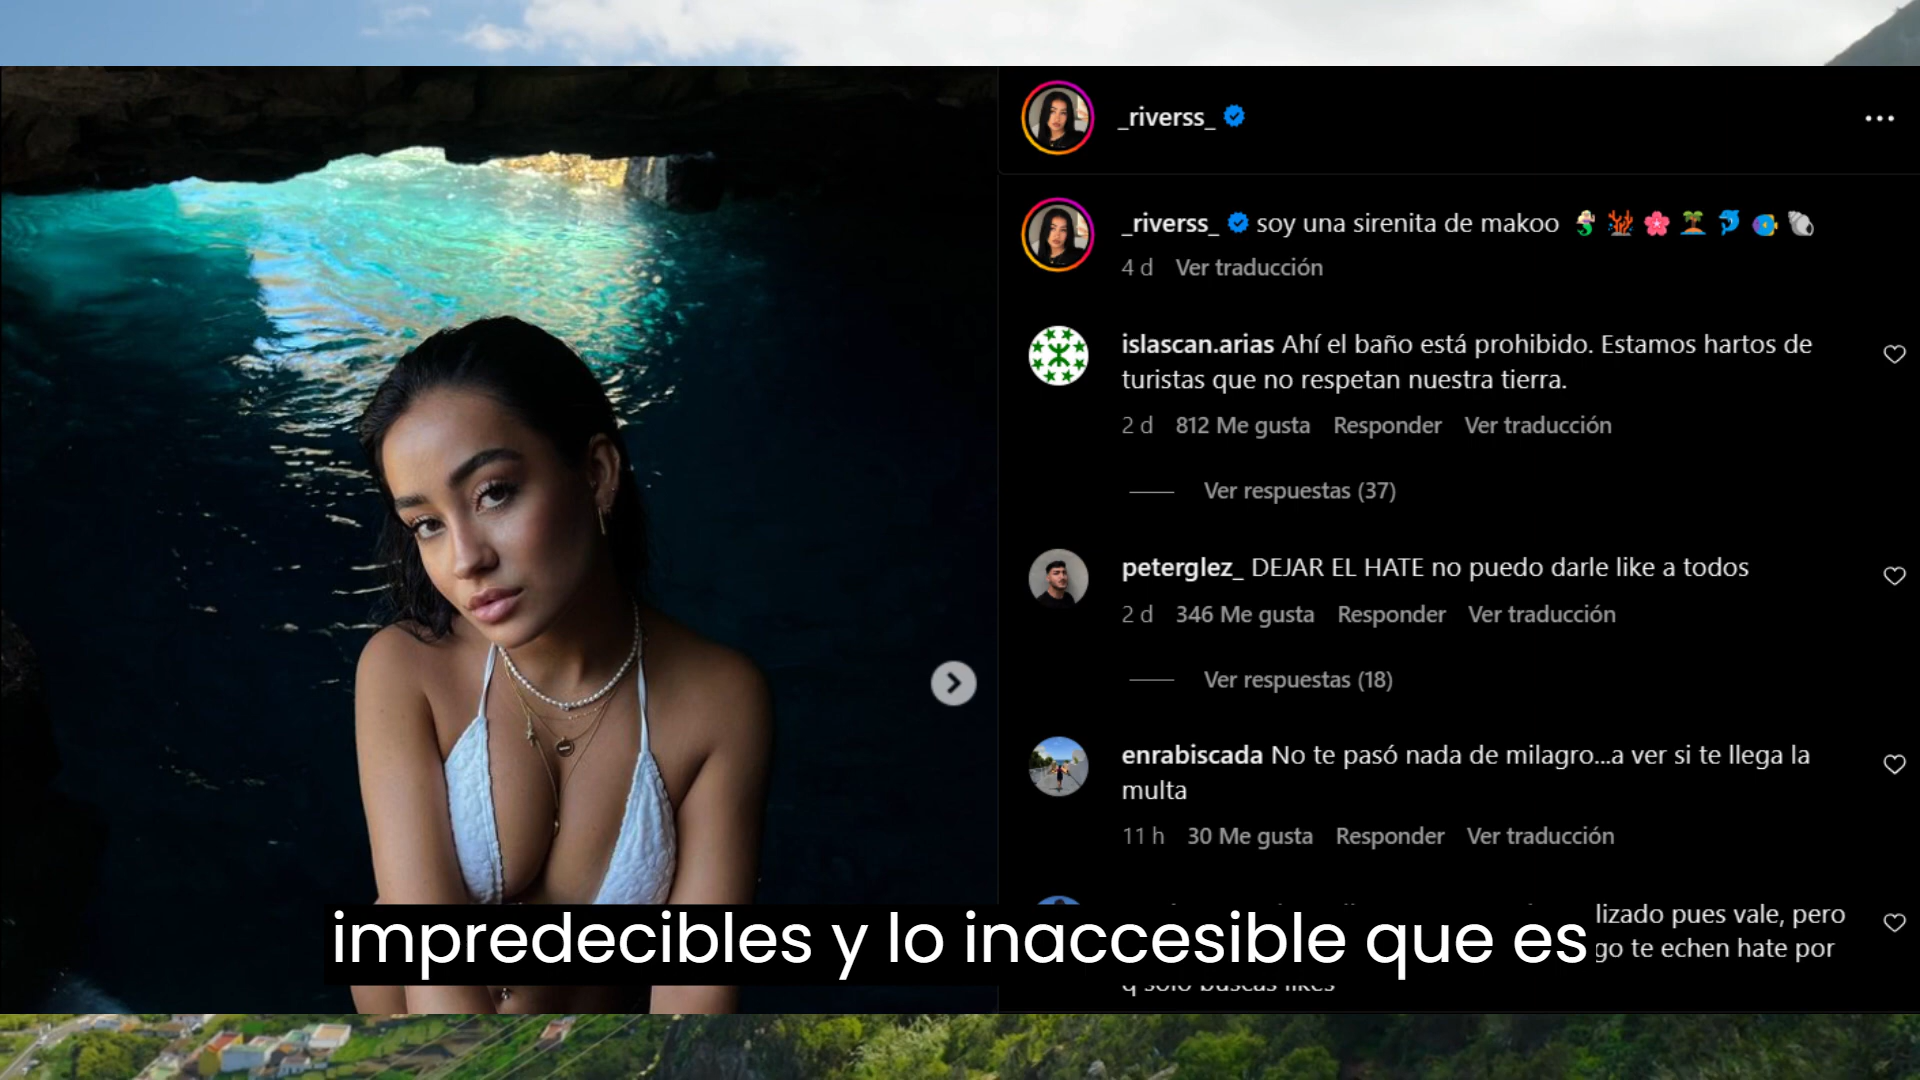 _riverss_
_riverss_ soy una sirenita de makoo 🧜‍♀️🪸🌸🏝️🐬🐠🐚
4 d Ver traducción
islascan.arias Ahí el baño está prohibido. Estamos hartos de
turistas que no respetan nuestra tierra.
2 d 812 Me gusta Responder Ver traducción
Ver respuestas (37)
peterglez_ DEJAR EL HATE no puedo darle like a todos
2 d 346 Me gusta Responder Ver traducción
Ver respuestas (18)
enrabiscada No te pasó nada de milagro...a ver si te llega la
multa
11 h 30 Me gusta Responder Ver traducción
lizado pues vale, pero
go te echen hate por
q solo buscas likes
impredecibles y lo inaccesible que es